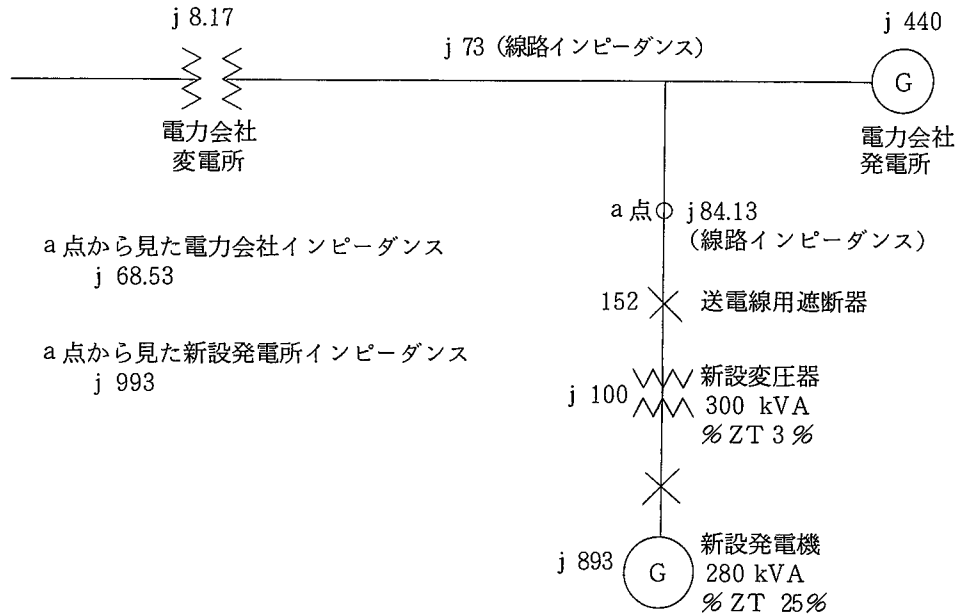 j 8.17
j 440
j 73（線路インピーダンス）
G
電力会社
変電所
電力会社
発電所
a点
j84.13
（線路インピーダンス）
a点から見た電力会社インピーダンス
j 68.53
152
送電線用遮断器
a点から見た新設発電所インピーダンス
j 993
j 100
新設変圧器
300 kVA
％ZT 3％
j 893
G
新設発電機
280 kVA
％ZT 25％